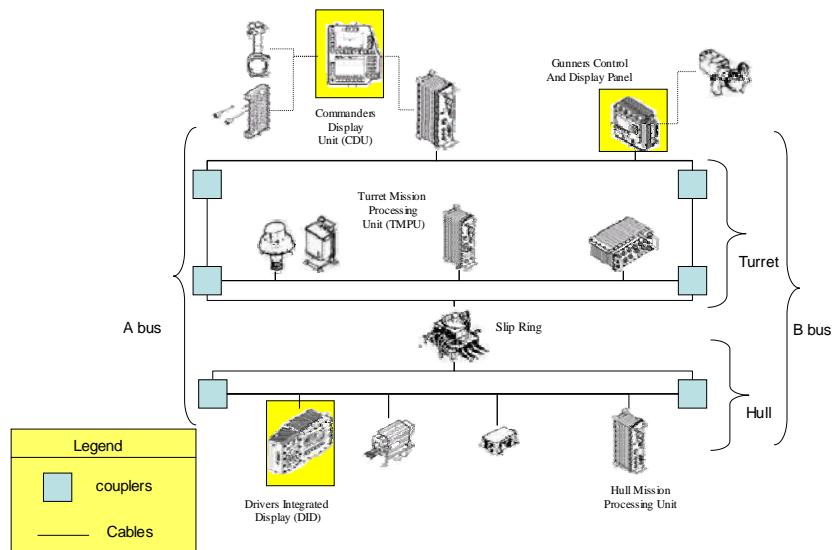 Gunners Control
And Display Panel
Commanders
Display
Unit (CDU)
Turret Mission
Processing
Unit (TMPU)
Turret
A bus
Slip Ring
B bus
Hull
Legend
couplers
Cables
Drivers Integrated
Display (DID)
Hull Mission
Processing Unit